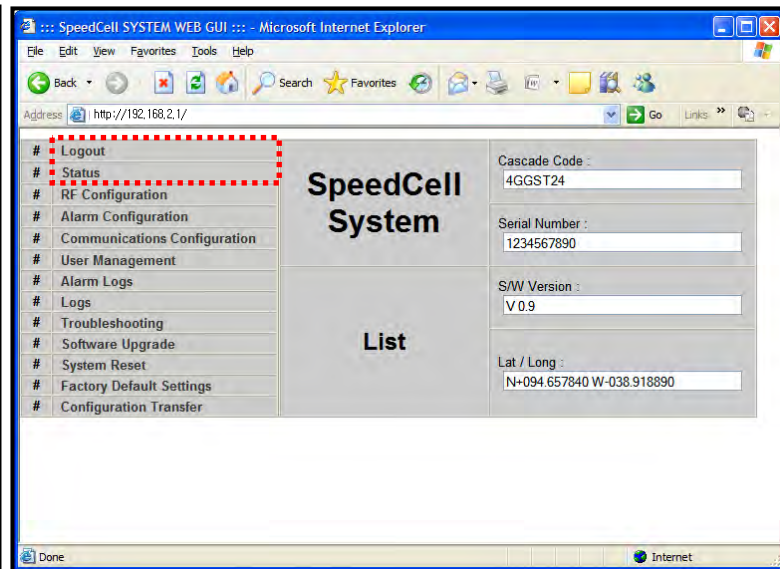 ::: SpeedCell SYSTEM WEB GUI ::: - Microsoft Internet Explorer
File Edit View Favorites Tools Help
Back Search Favorites
Address http://192,168,2,1/ Go Links »
# Logout
# Status
# RF Configuration
# Alarm Configuration
# Communications Configuration
# User Management
# Alarm Logs
# Logs
# Troubleshooting
# Software Upgrade
# System Reset
# Factory Default Settings
# Configuration Transfer
SpeedCell
System
List
Cascade Code :
4GGST24
Serial Number :
1234567890
S/W Version :
V 0.9
Lat / Long :
N+094.657840 W-038.918890
Done Internet